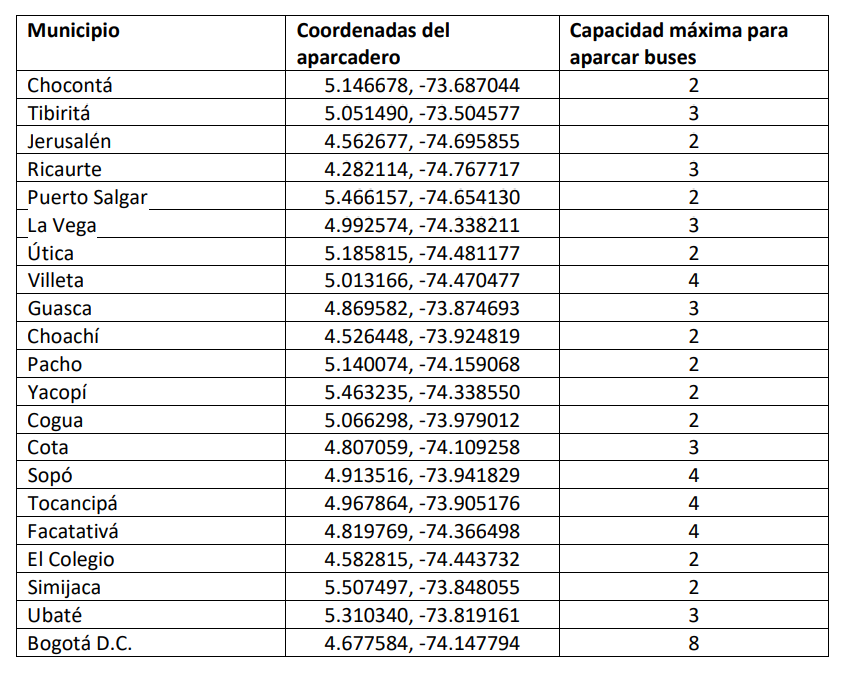 Municipio Coordenadas del Capacidad máxima para
aparcadero aparcar buses
Chocontá 5.146678, -73.687044 2
Tibiritá 5.051490, -73.504577 3
Jerusalén 4.562677, -74.695855 2
Ricaurte 4.282114, -74.767717 3
Puerto Salgar 5.466157, -74.654130 2
La Vega 4.992574, -74.338211 3
Útica 5.185815, -74.481177 2
Villeta 5.013166, -74.470477 4
Guasca 4.869582, -73.874693 3
Choachí 4.526448, -73.924819 2
Pacho 5.140074, -74.159068 2
Yacopí 5.463235, -74.338550 2
Cogua 5.066298, -73.979012 2
Cota 4.807059, -74.109258 3
Sopó 4.913516, -73.941829 4
Tocancipá 4.967864, -73.905176 4
Facatativá 4.819769, -74.366498 4
El Colegio 4.582815, -74.443732 2
Simijaca 5.507497, -73.848055 2
Ubaté 5.310340, -73.819161 3
Bogotá D.C. 4.677584, -74.147794 8